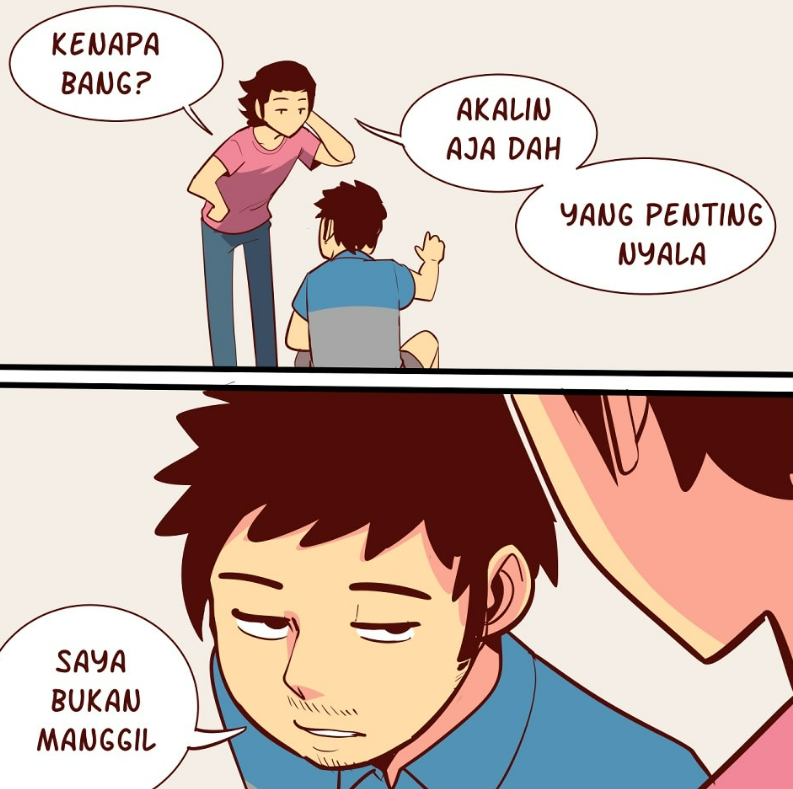 KENAPA
BANG?
AKALIN
AJA DAH
YANG PENTING
NYALA
SAYA
BUKAN
MANGGIL